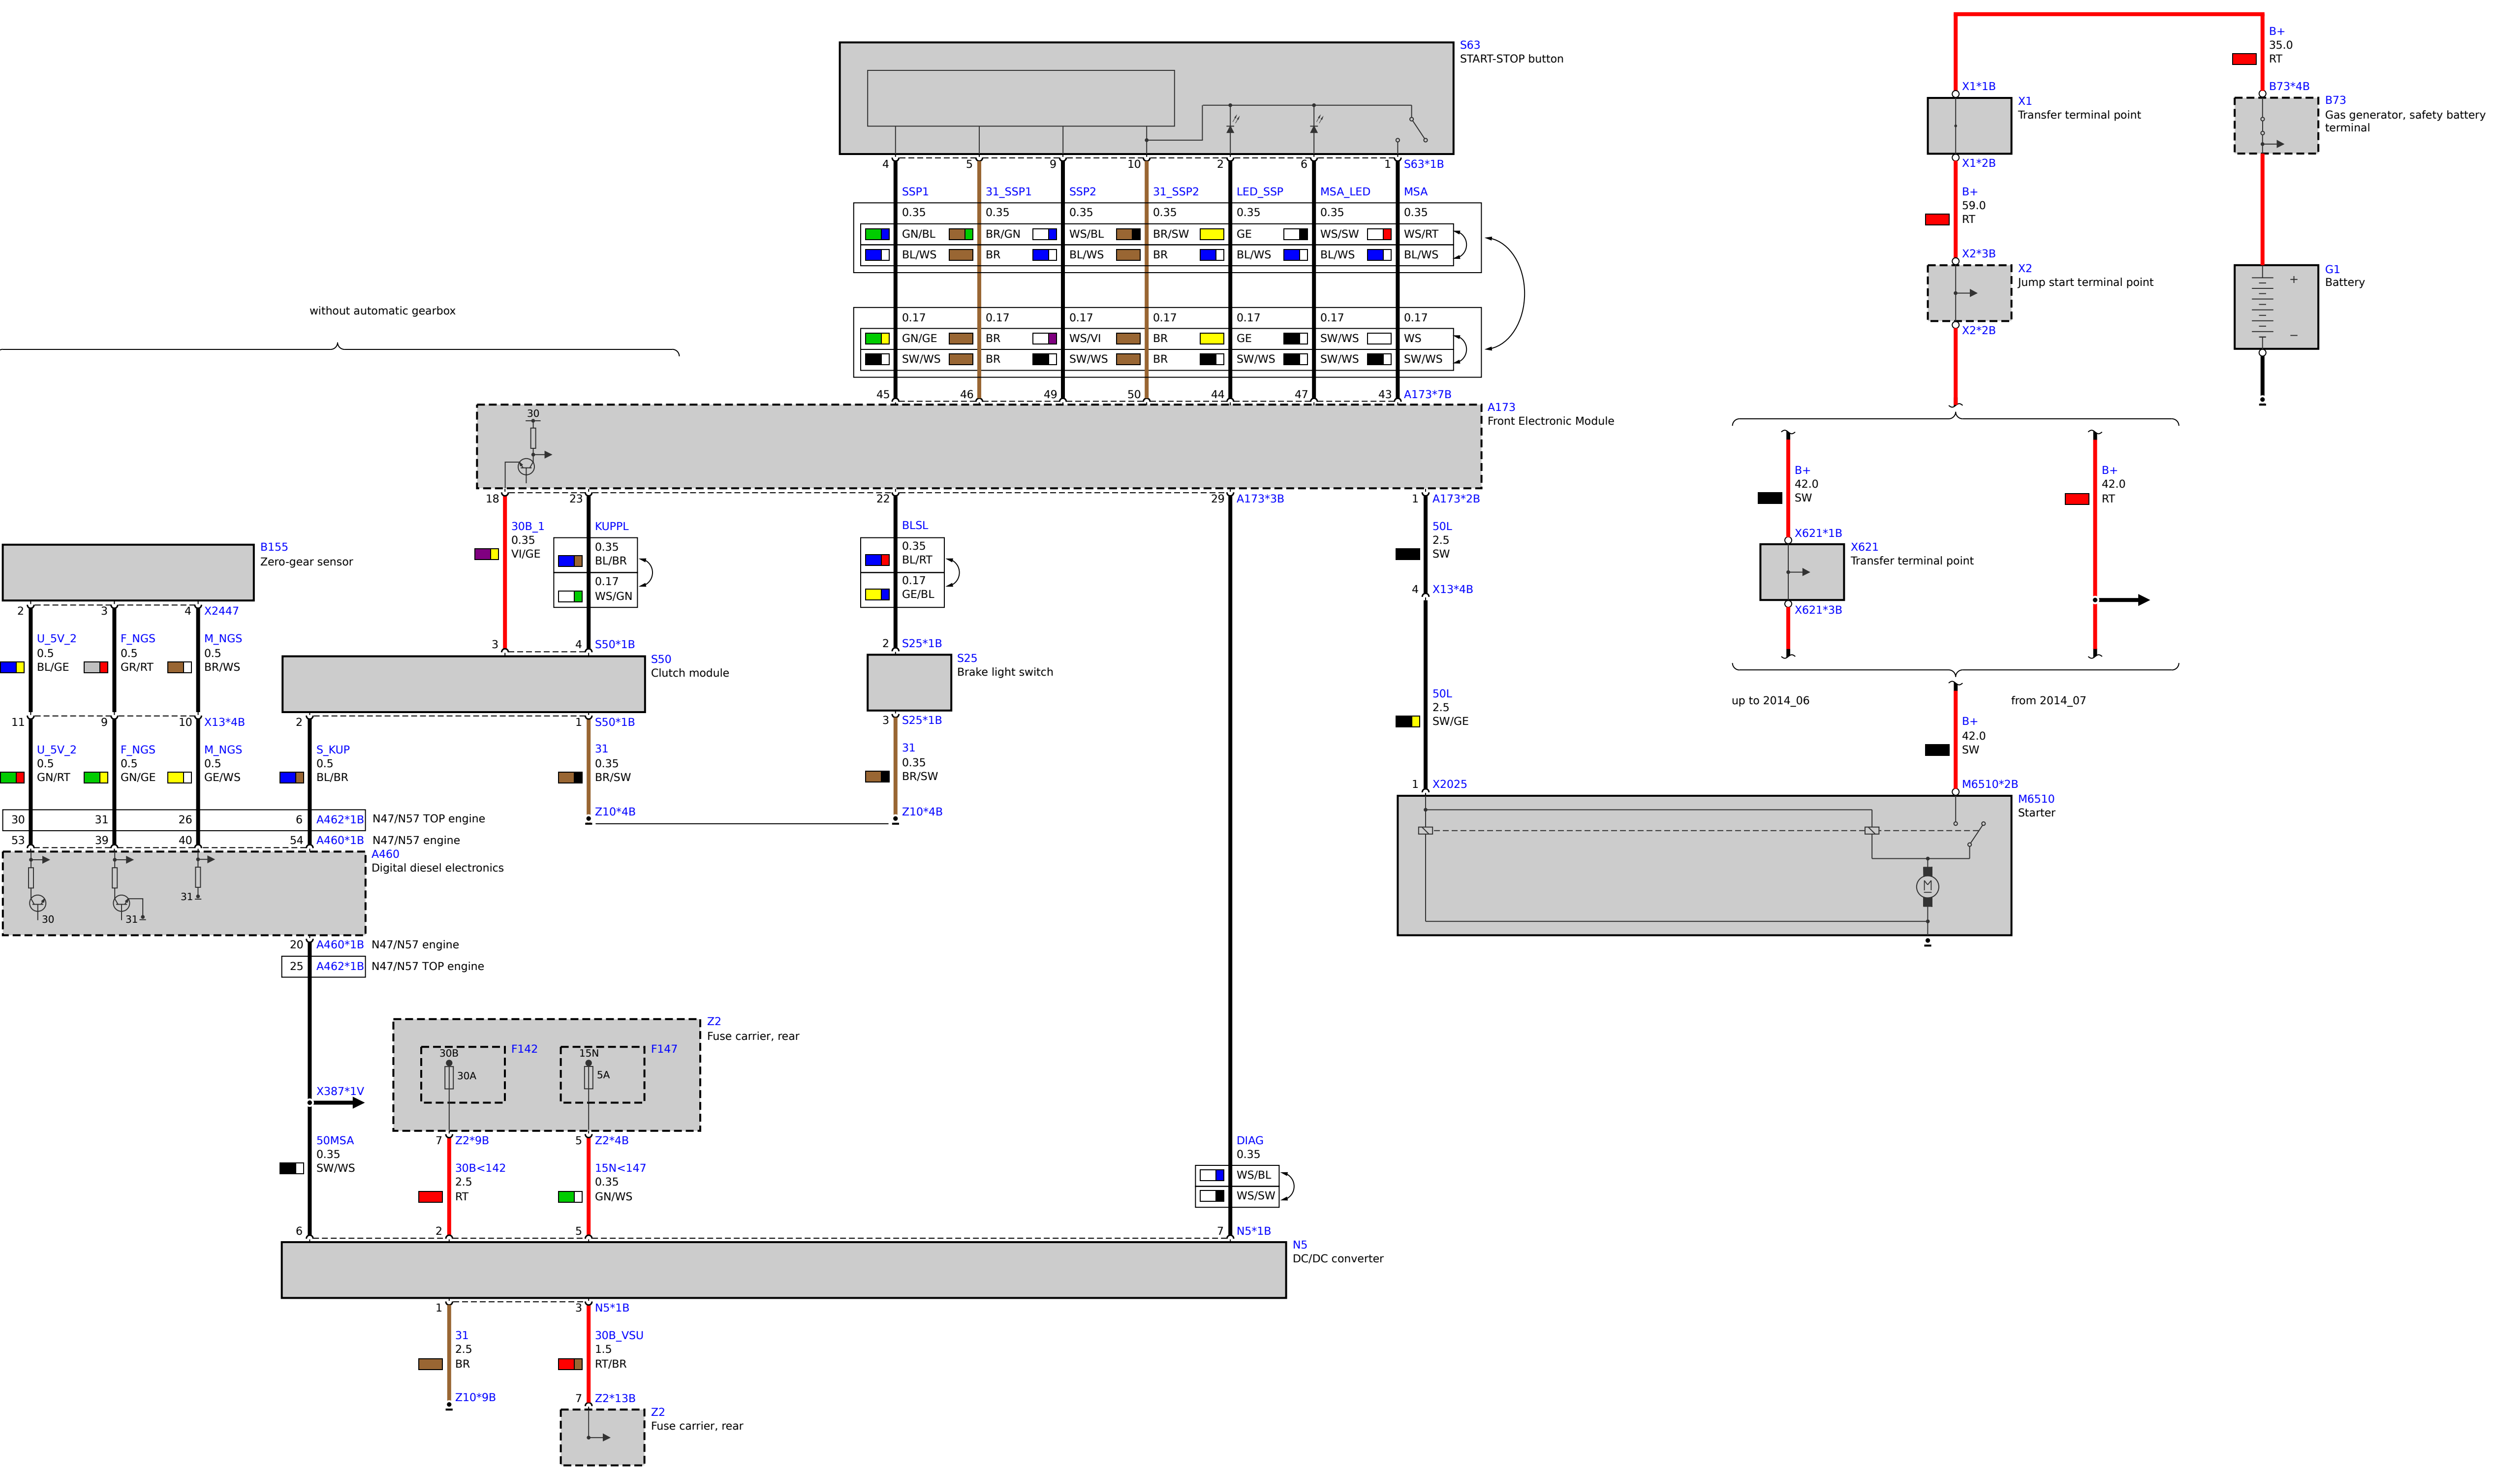 S63
START-STOP button
4 5 9 10 2 6 1 S63*1B
SSP1 31_SSP1 SSP2 31_SSP2 LED_SSP MSA_LED MSA
0.35 0.35 0.35 0.35 0.35 0.35 0.35
GN/BL BR/GN WS/BL BR/SW GE WS/SW WS/RT
BL/WS BR BL/WS BR BL/WS BL/WS BL/WS
0.17 0.17 0.17 0.17 0.17 0.17 0.17
GN/GE BR WS/VI BR GE SW/WS WS
SW/WS BR SW/WS BR SW/WS SW/WS SW/WS
45 46 49 50 44 47 43 A173*7B
A173
Front Electronic Module
30
18 23 22 29 A173*3B
1 A173*2B
without automatic gearbox
B+
35.0
RT
B73*4B
B73
Gas generator, safety battery
terminal
X1*1B
X1
Transfer terminal point
X1*2B
B+
59.0
RT
X2*3B
X2
Jump start terminal point
X2*2B
G1
Battery
+
−
B+
42.0
SW
X621*1B
X621
Transfer terminal point
X621*3B
B+
42.0
RT
up to 2014_06
from 2014_07
B+
42.0
SW
M6510*2B
M6510
Starter
M
50L
2.5
SW
4 X13*4B
50L
2.5
SW/GE
1 X2025
B155
Zero-gear sensor
2 3 4 X2447
U_5V_2 F_NGS M_NGS
0.5 0.5 0.5
BL/GE GR/RT BR/WS
11 9 10 X13*4B
U_5V_2 F_NGS M_NGS S_KUP
0.5 0.5 0.5 0.5
GN/RT GN/GE GE/WS BL/BR
30B_1
0.35
VI/GE
KUPPL
0.35
BL/BR
0.17
WS/GN
3 4 S50*1B
S50
Clutch module
2 1 S50*1B
31
0.35
BR/SW
Z10*4B
BLSL
0.35
BL/RT
0.17
GE/BL
2 S25*1B
S25
Brake light switch
3 S25*1B
31
0.35
BR/SW
Z10*4B
30 31 26 6 A462*1B N47/N57 TOP engine
53 39 40 54 A460*1B N47/N57 engine
A460
Digital diesel electronics
30 31 31
20 A460*1B N47/N57 engine
25 A462*1B N47/N57 TOP engine
X387*1V
50MSA
0.35
SW/WS
Z2
Fuse carrier, rear
30B F142 15N F147
30A 5A
7 Z2*9B 5 Z2*4B
30B<142 15N<147
2.5 0.35
RT GN/WS
DIAG
0.35
WS/BL
WS/SW
6 2 5 7 N5*1B
N5
DC/DC converter
1 3 N5*1B
31 30B_VSU
2.5 1.5
BR RT/BR
Z10*9B 7 Z2*13B
Z2
Fuse carrier, rear